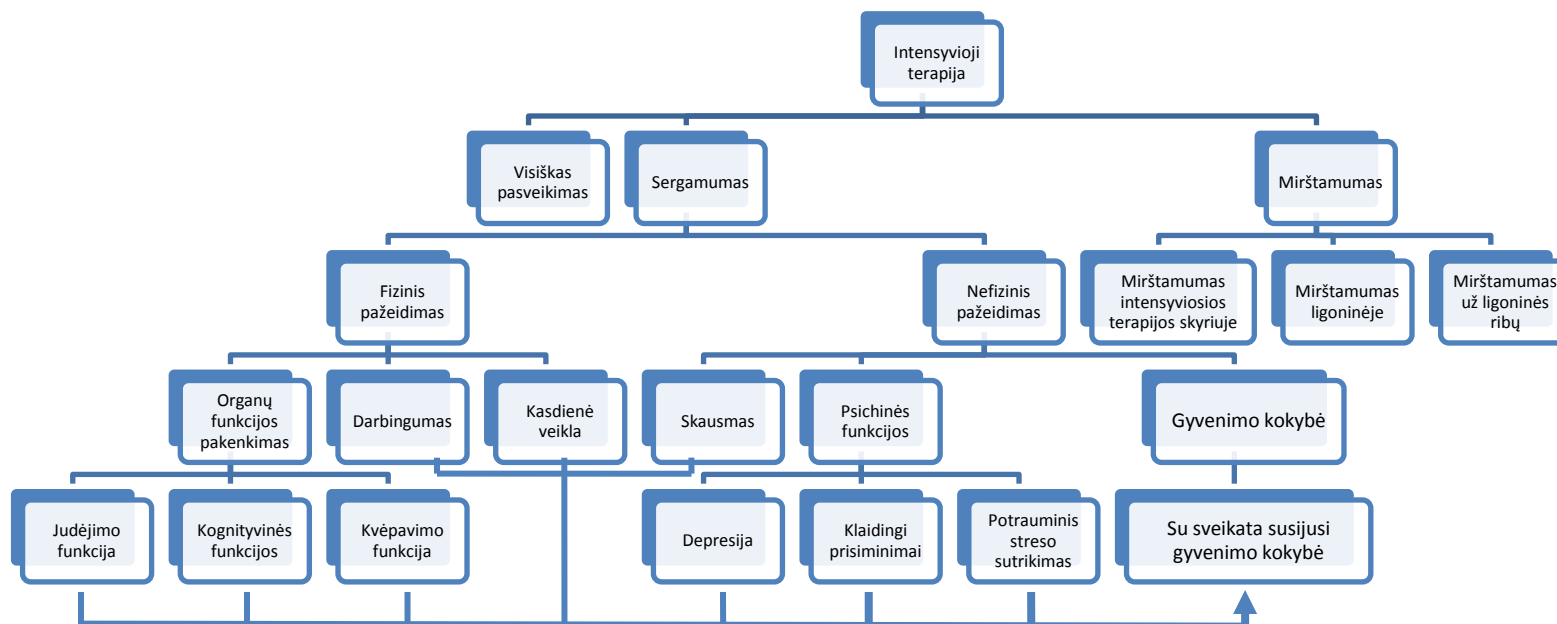 Intensyvioji
terapija
Visiškas
pasveikimas
Sergamumas
Mirštamumas
Fizinis
pažeidimas
Nefizinis
pažeidimas
Mirštamumas
intensyviosios
terapijos skyriuje
Mirštamumas
ligoninėje
Mirštamumas
už ligoninės
ribų
Organų
funkcijos
pakenkimas
Darbingumas
Kasdienė
veikla
Skausmas
Psichinės
funkcijos
Gyvenimo kokybė
Judėjimo
funkcija
Kognityvinės
funkcijos
Kvėpavimo
funkcija
Depresija
Klaidingi
prisiminimai
Potrauminis
streso
sutrikimas
Su sveikata susijusi
gyvenimo kokybė